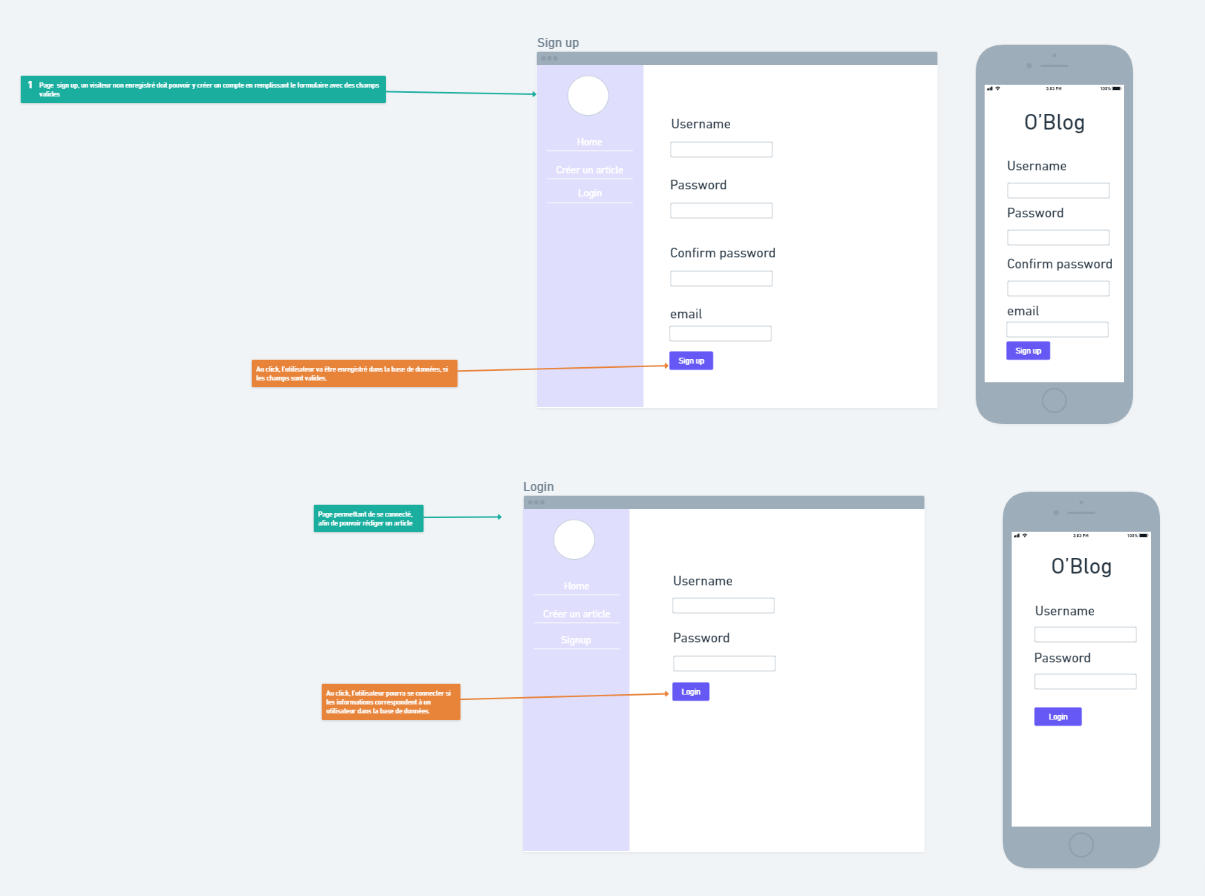 Sign up
1 Page sign up, un visiteur non enregistré doit pouvoir y créer un compte en remplissant le formulaire avec des champs
valides
Home
Créer un article
Login
Username
Password
Confirm password
email
Sign up
Au click, l'utilisateur va être enregistré dans la base de données, si
les champs sont valides.
3:03 PM
100%
O'Blog
Username
Password
Confirm password
email
Sign up
Login
Page permettant de se connecté,
afin de pouvoir rédiger un article
Home
Créer un article
Signup
Username
Password
Login
Au click, l'utilisateur pourra se connecter si
les informations correspondent à un
utilisateur dans la base de données.
3:03 PM
100%
O'Blog
Username
Password
Login